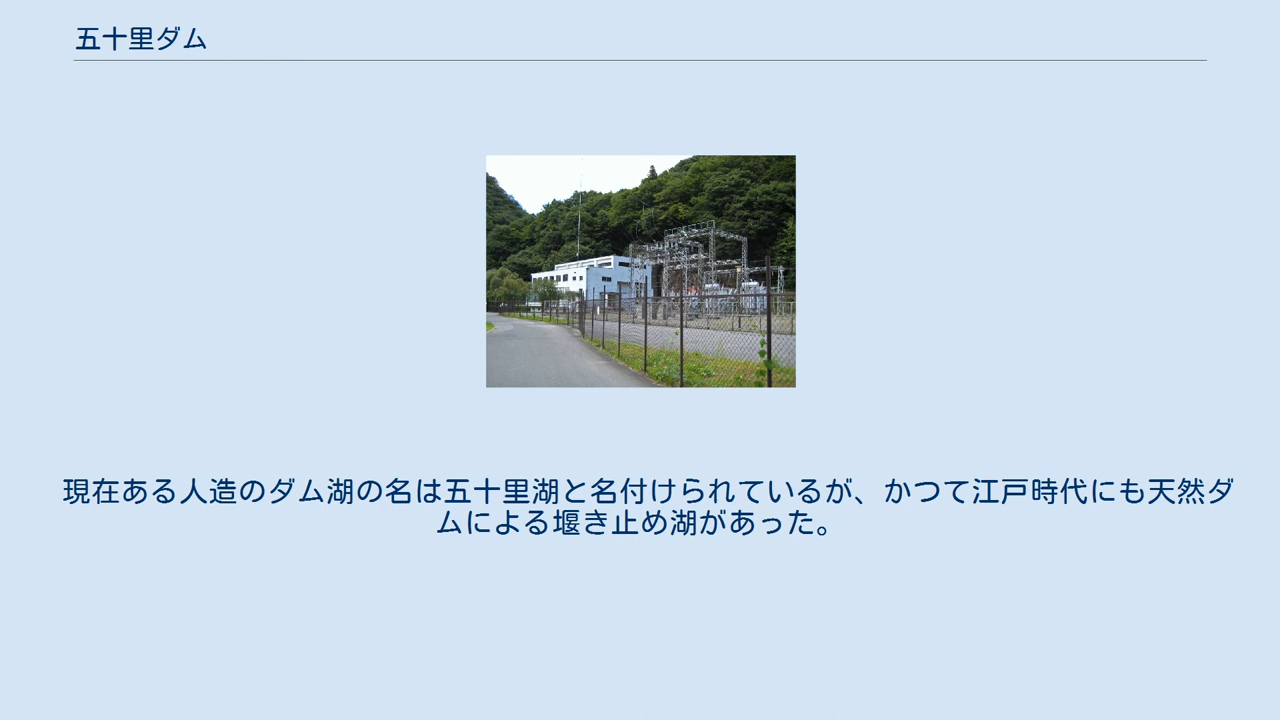 五十里ダム
現在ある人造のダム湖の名は五十里湖と名付けられているが、かつて江戸時代にも天然ダ
ムによる堰き止め湖があった。